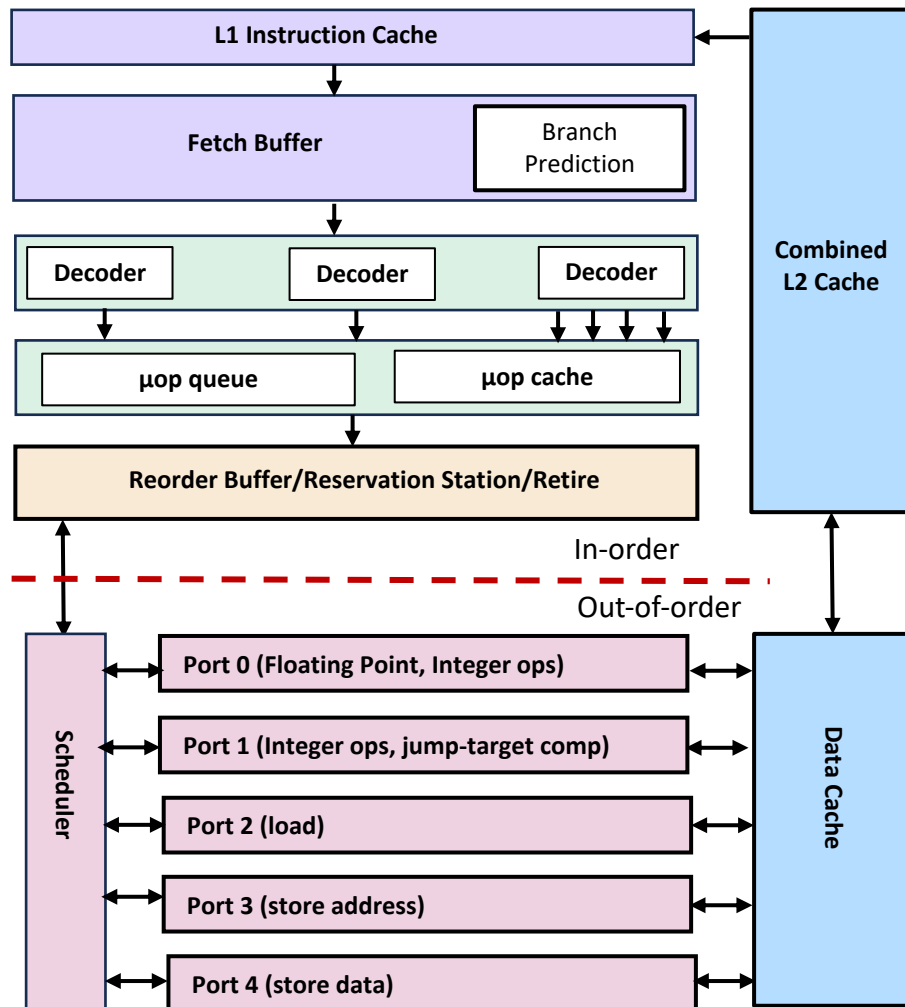 L1 Instruction Cache
Fetch Buffer
Branch
Prediction
Combined
L2 Cache
Decoder
Decoder
Decoder
µop queue
µop cache
Reorder Buffer/Reservation Station/Retire
In-order
Out-of-order
Scheduler
Port 0 (Floating Point, Integer ops)
Port 1 (Integer ops, jump-target comp)
Port 2 (load)
Port 3 (store address)
Port 4 (store data)
Data Cache